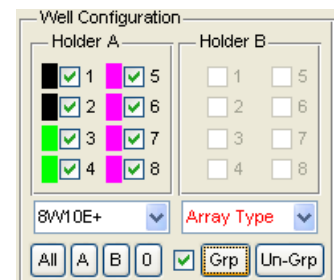 Well Configuration
Holder A Holder B
1 5 1 5
2 6 2 6
3 7 3 7
4 8 4 8
8W10E+ Array Type
All A B 0 Grp Un-Grp